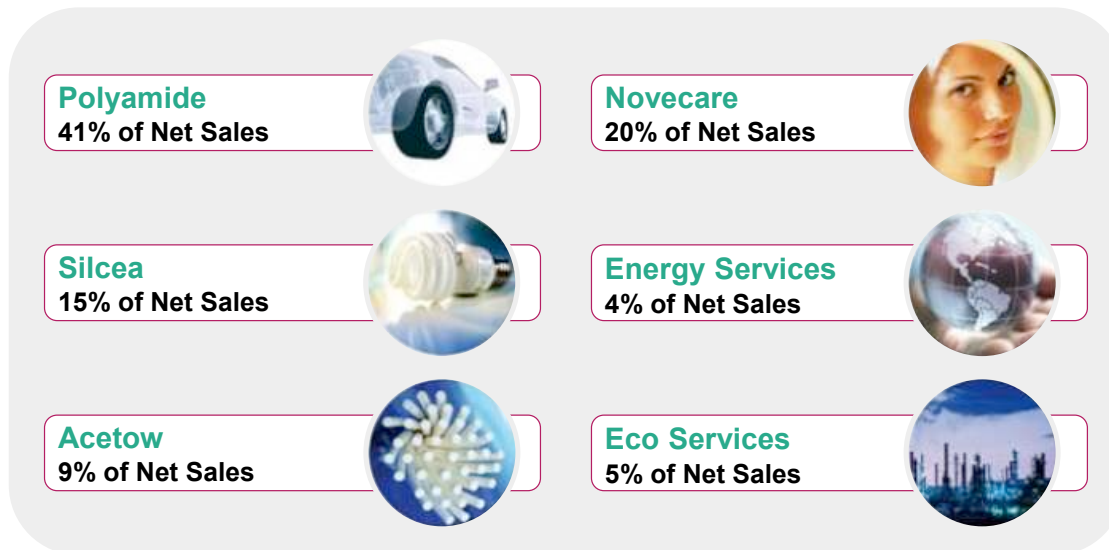 Polyamide
41% of Net Sales
Novecare
20% of Net Sales
Silcea
15% of Net Sales
Energy Services
4% of Net Sales
Acetow
9% of Net Sales
Eco Services
5% of Net Sales